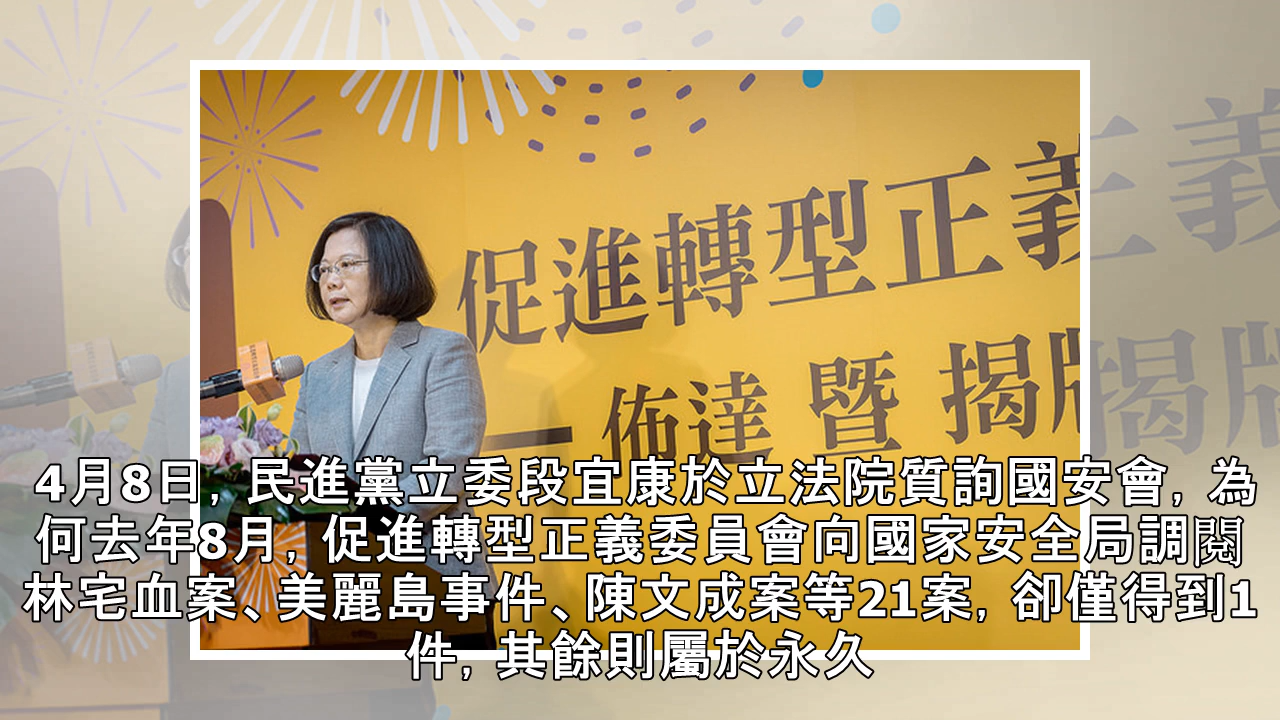 促進轉型正義
佈達 暨 揭牌
4月8日, 民進黨立委段宜康於立法院質詢國安會, 為
何去年8月, 促進轉型正義委員會向國家安全局調閱
林宅血案、美麗島事件、陳文成案等21案, 卻僅得到1
件, 其餘則屬於永久